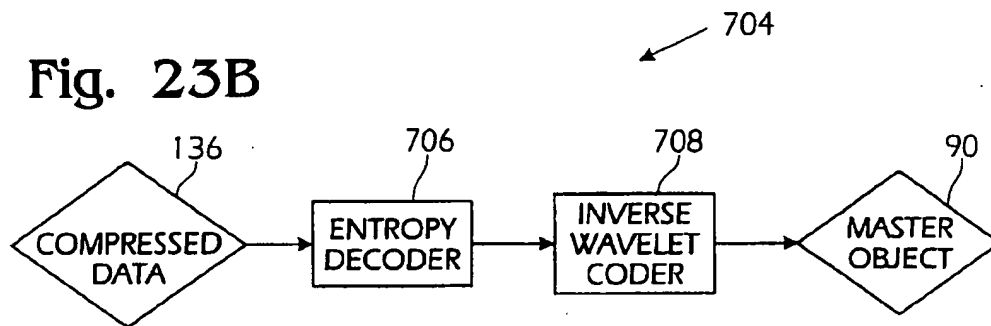 704
Fig. 23B
136
706
708
90
COMPRESSED
DATA
ENTROPY
DECODER
INVERSE
WAVELET
CODER
MASTER
OBJECT